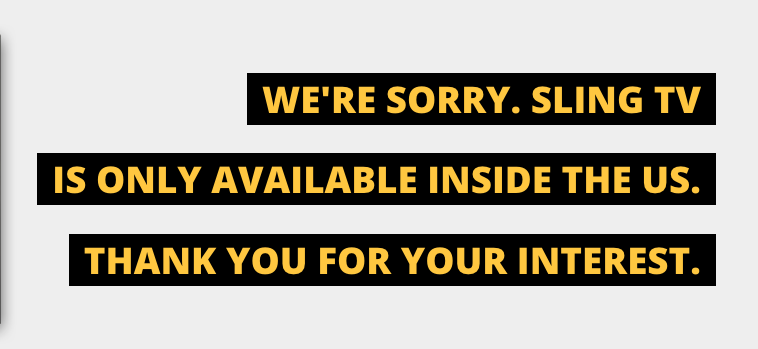 WE'RE SORRY. SLING TV
IS ONLY AVAILABLE INSIDE THE US.
THANK YOU FOR YOUR INTEREST.